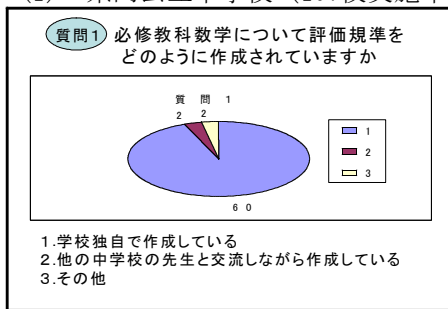 質問1 必修教科数学について評価規準を
どのように作成されていますか
質問1
2 2
1
2
3
60
1.学校独自で作成している
2.他の中学校の先生と交流しながら作成している
3.その他